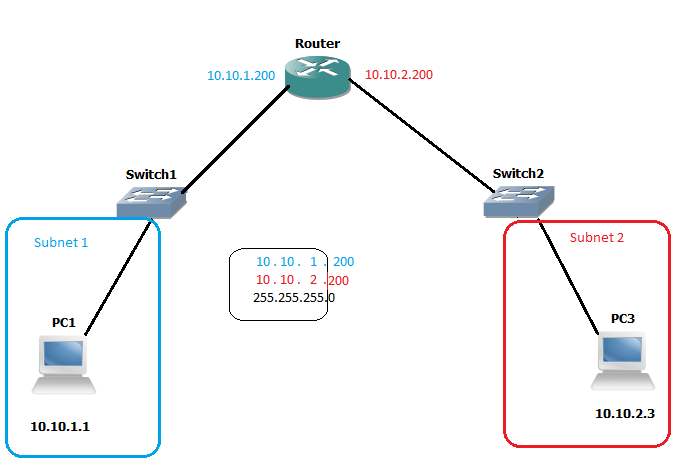 Router
10.10.1.200
10.10.2.200
Switch1
Switch2
Subnet 1
Subnet 2
10 . 10 . 1 . 200
10 . 10 . 2 . 200
255.255.255.0
PC1
PC3
10.10.1.1
10.10.2.3